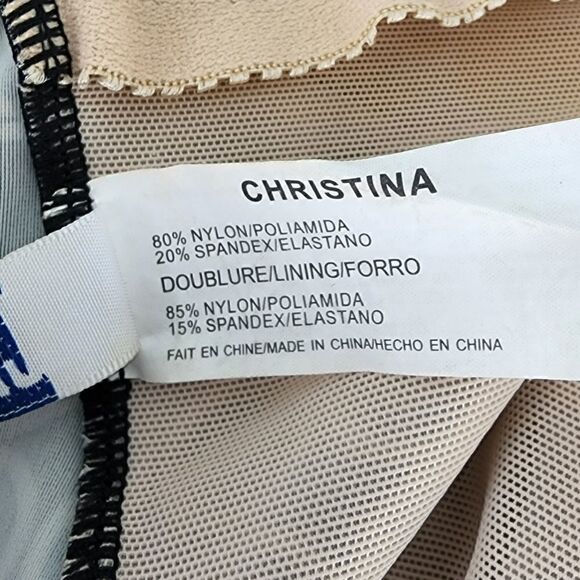 CHRISTINA
80% NYLON/POLIAMIDA
20% SPANDEX/ELASTANO
DOUBLURE/LINING/FORRO
85% NYLON/POLIAMIDA
15% SPANDEX/ELASTANO
FAIT EN CHINE/MADE IN CHINA/HECHO EN CHINA